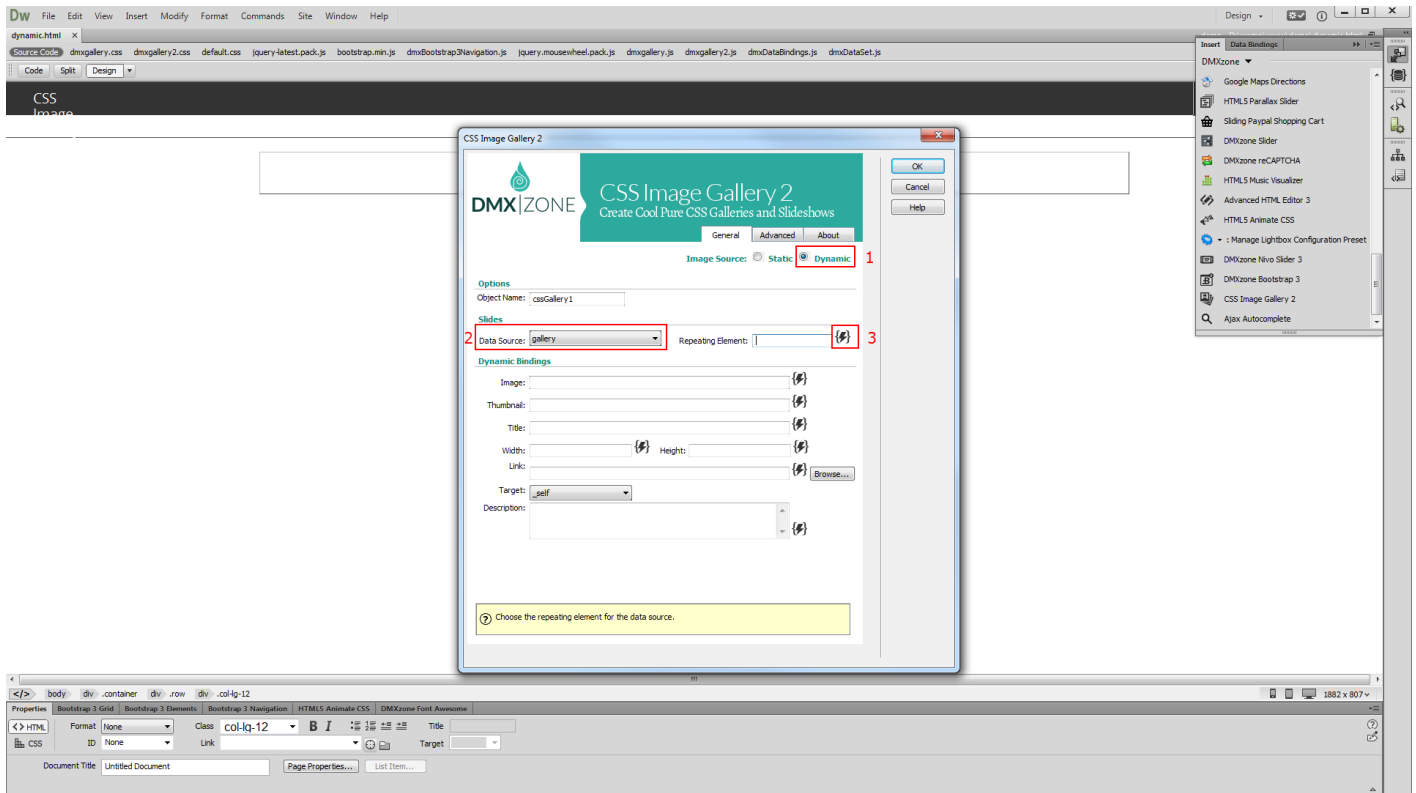 Dw File Edit View Insert Modify Format Commands Site Window Help Design
dynamic.html ×
Source Code dmxgallery.css dmxgallery2.css default.css jquery-latest.pack.js bootstrap.min.js dmxBootstrap3Navigation.js jquery.mousewheel.pack.js dmxgallery.js dmxgallery2.js dmxDataBindings.js dmxDataSet.js
Code Split Design
CSS
Image
CSS Image Gallery 2
DMX|ZONE
CSS Image Gallery 2
Create Cool Pure CSS Galleries and Slideshows
General Advanced About
OK
Cancel
Help
Image Source: Static Dynamic 1
Options
Object Name: cssGallery1
Slides
2 Data Source: gallery Repeating Element: 3
Dynamic Bindings
Image:
Thumbnail:
Title:
Width: Height:
Link: Browse...
Target: _self
Description:
Choose the repeating element for the data source.
Insert Data Bindings
DMXzone
Google Maps Directions
HTML5 Parallax Slider
Sliding Paypal Shopping Cart
DMXzone Slider
DMXzone reCAPTCHA
HTML5 Music Visualizer
Advanced HTML Editor 3
HTML5 Animate CSS
: Manage Lightbox Configuration Preset
DMXzone Nivo Slider 3
DMXzone Bootstrap 3
CSS Image Gallery 2
Ajax Autocomplete
</> body div .container div .row div .col-lg-12 1882 x 807
Properties Bootstrap 3 Grid Bootstrap 3 Elements Bootstrap 3 Navigation HTML5 Animate CSS DMXzone Font Awesome
<> HTML Format None Class col-lg-12 B I Title
CSS ID None Link Target
Document Title Untitled Document Page Properties... List Item...